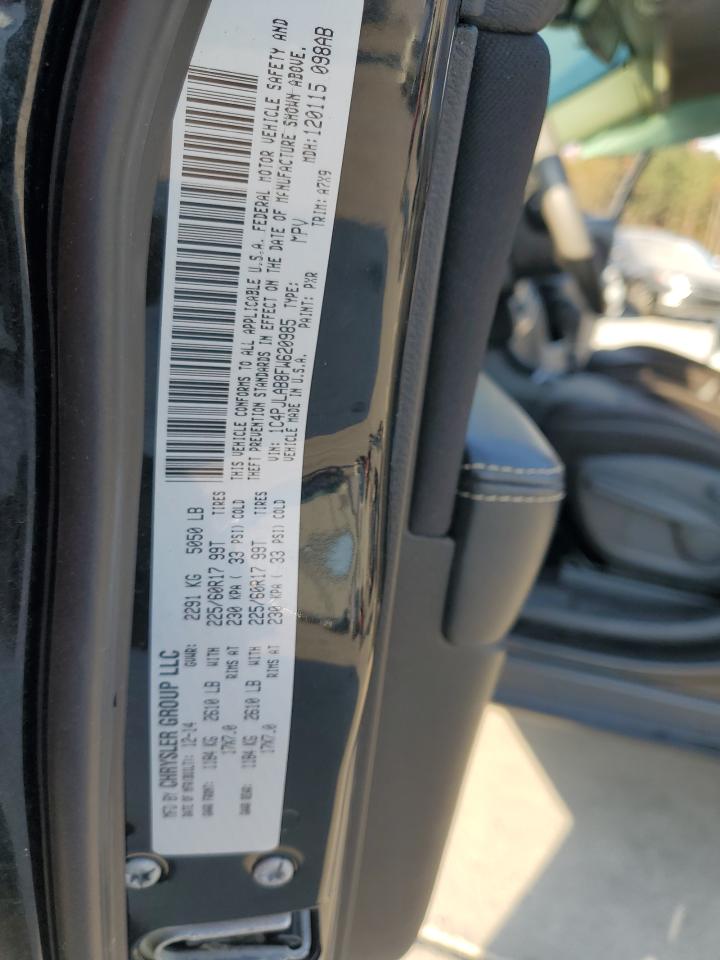 MFD BY CHRYSLER GROUP LLC
DATE OF MFR(BUILT): 12-14 GVWR: 2291 KG 5050 LB
GAWR FRONT: 1184 KG 2610 LB WITH 225/60R17 99T TIRES
17X7.0 RIMS AT 230 KPA ( 33 PSI) COLD
GAWR REAR: 1184 KG 2610 LB WITH 225/60R17 99T TIRES
17X7.0 RIMS AT 230 KPA ( 33 PSI) COLD
THIS VEHICLE CONFORMS TO ALL APPLICABLE U.S.A. FEDERAL MOTOR VEHICLE SAFETY AND
THEFT PREVENTION STANDARDS IN EFFECT ON THE DATE OF MANUFACTURE SHOWN ABOVE.
VIN: 1C4PJLAB8FW620985 TYPE: MPV MDH: 120115 098AB
VEHICLE MADE IN U.S.A. PAINT: PXR TRIM: A7X9